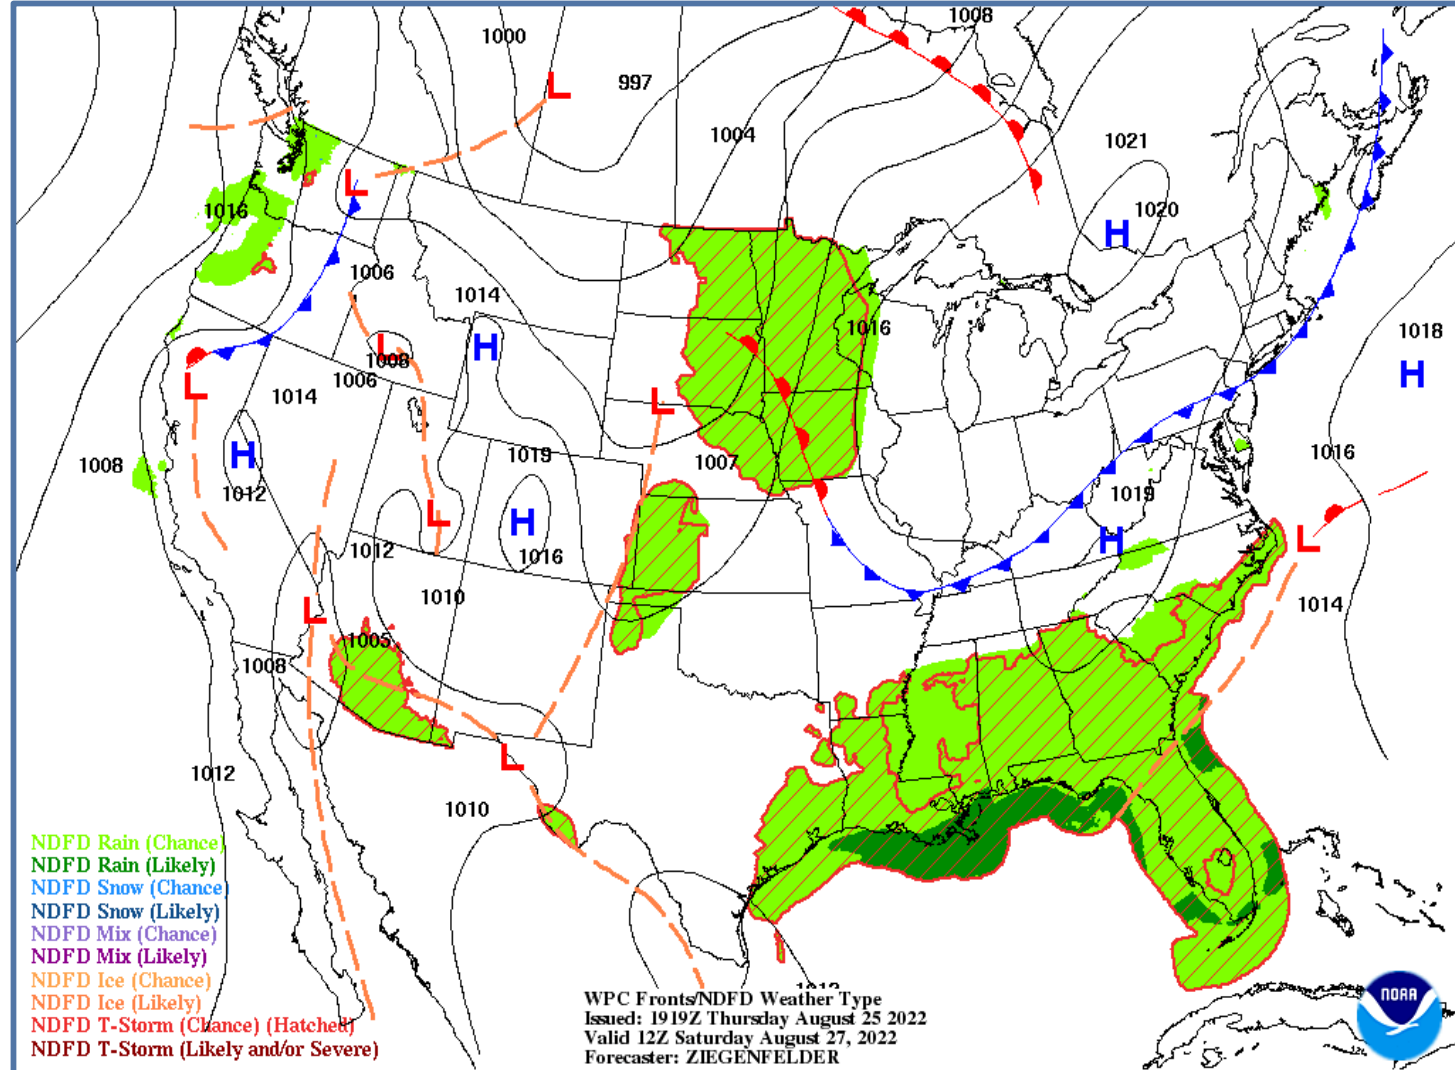 1008
1000
997
1004
1021
1016
1020
1006
1014
1016
1018
1008
1006
1014
1008
1019
1007
1016
1012
1019
1012
1016
1010
1014
1005
1008
1012
1010
L
L
L
L
L
L
L
L
L
H
H
H
H
H
H
NDFD Rain (Chance)
NDFD Rain (Likely)
NDFD Snow (Chance)
NDFD Snow (Likely)
NDFD Mix (Chance)
NDFD Mix (Likely)
NDFD Ice (Chance)
NDFD Ice (Likely)
NDFD T-Storm (Chance) (Hatched)
NDFD T-Storm (Likely and/or Severe)
WPC Fronts/NDFD Weather Type
Issued: 1919Z Thursday August 25 2022
Valid 12Z Saturday August 27, 2022
Forecaster: ZIEGENFELDER
NOAA